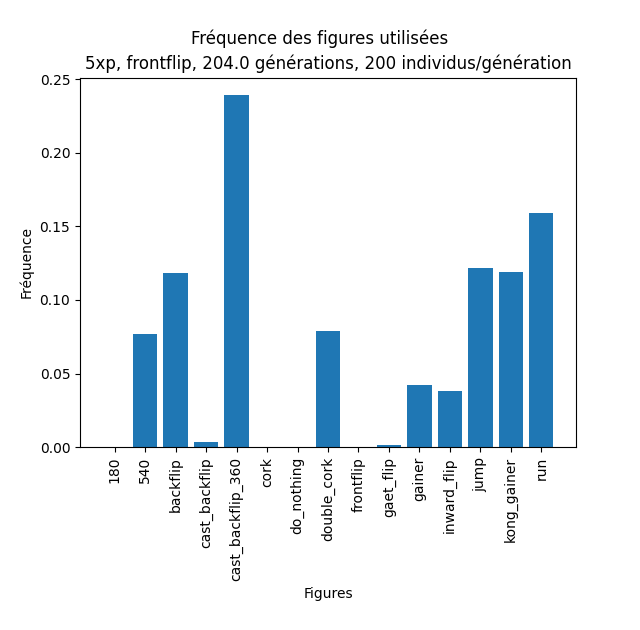 Fréquence des figures utilisées
5xp, frontflip, 204.0 générations, 200 individus/génération
0.25
0.20
0.15
0.10
0.05
0.00
Fréquence
180
540
backflip
cast_backflip
cast_backflip_360
cork
do_nothing
double_cork
frontflip
gaet_flip
gainer
inward_flip
jump
kong_gainer
run
Figures